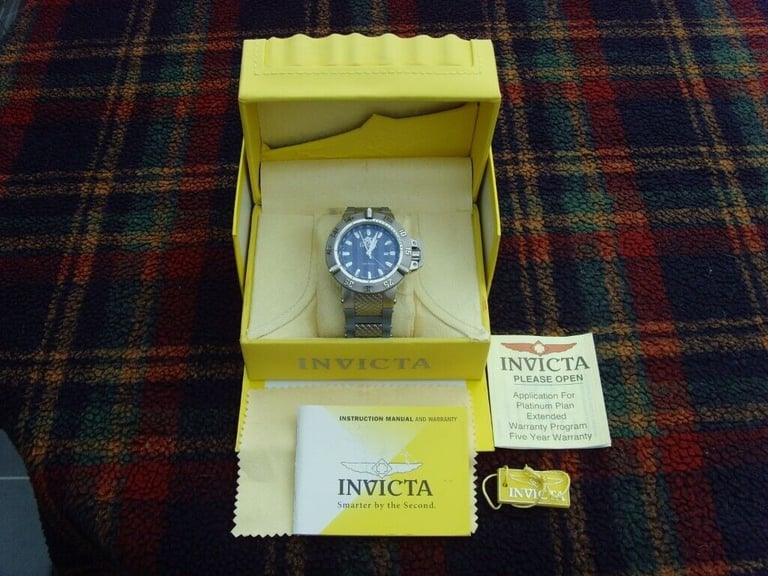 INVICTA
INSTRUCTION MANUAL AND WARRANTY
INVICTA
Smarter by the Second.
INVICTA
PLEASE OPEN
Application For
Platinum Plan
Extended
Warranty Program
Five Year Warranty
INVICTA